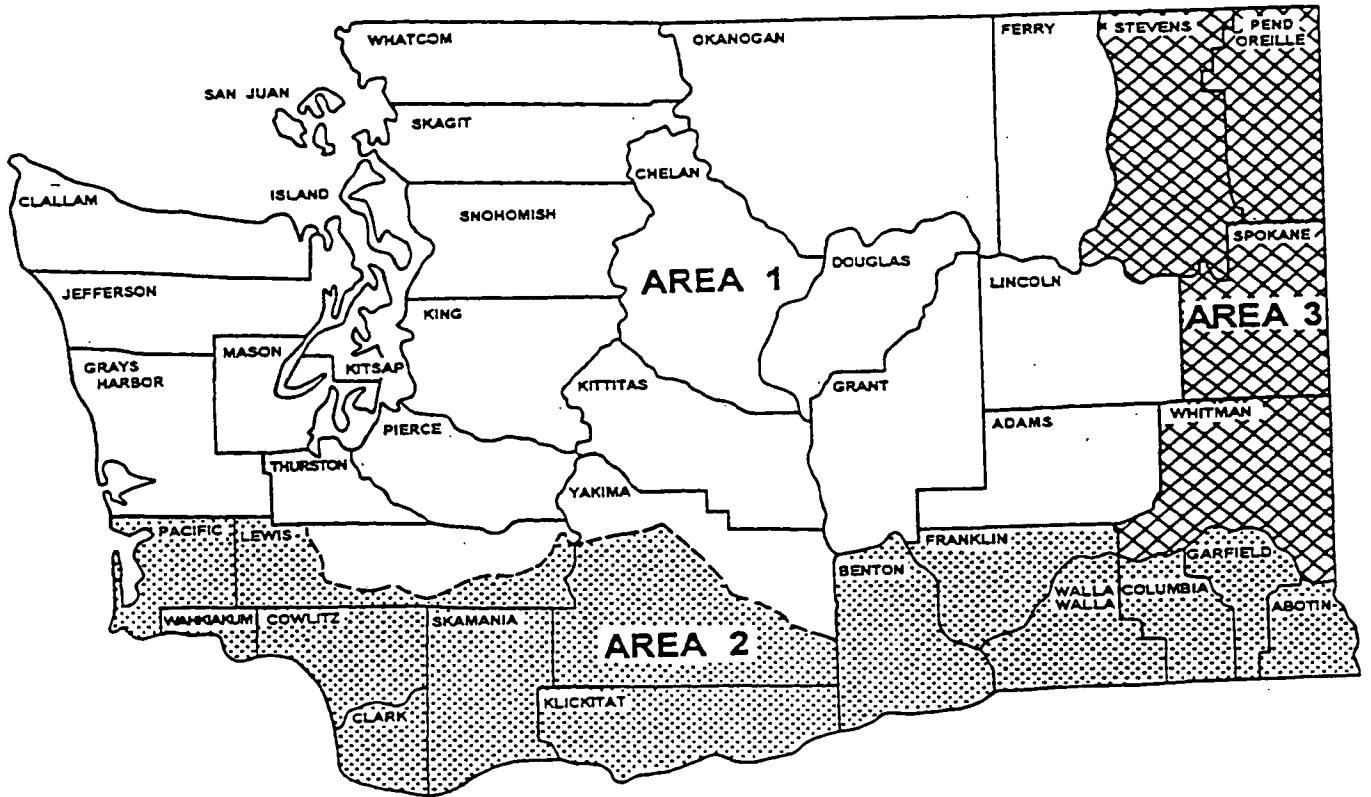 WHATCOM
OKANOGAN
FERRY
STEVENS
PEND
OREILLE
SAN JUAN
SKAGIT
CHELAN
CLALLAM
ISLAND
SNOHOMISH
SPOKANE
JEFFERSON
KING
AREA 1
DOUGLAS
LINCOLN
AREA 3
GRAYS
HARBOR
MASON
KITSAP
KITTITAS
GRANT
WHITMAN
PIERCE
ADAMS
THURSTON
YAKIMA
PACIFIC
LEWIS
FRANKLIN
BENTON
GARFIELD
WALLA
WALLA
COLUMBIA
ABOTIN
WAHKIAKUM
COWLITZ
SKAMANIA
AREA 2
KLICKITAT
CLARK